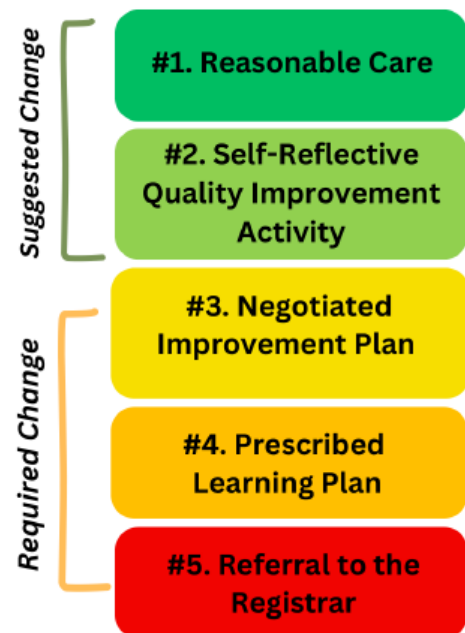 Suggested Change
#1. Reasonable Care
#2. Self-Reflective
Quality Improvement
Activity
Required Change
#3. Negotiated
Improvement Plan
#4. Prescribed
Learning Plan
#5. Referral to the
Registrar